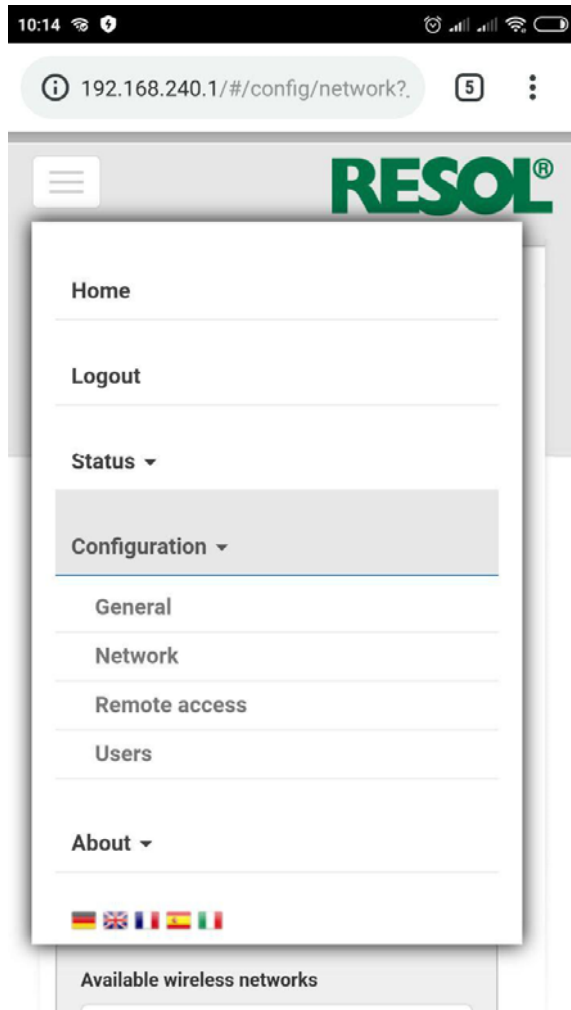 10:14
192.168.240.1/#/config/network?.
5
RESOL®
Home
Logout
Status
Configuration
General
Network
Remote access
Users
About
Available wireless networks